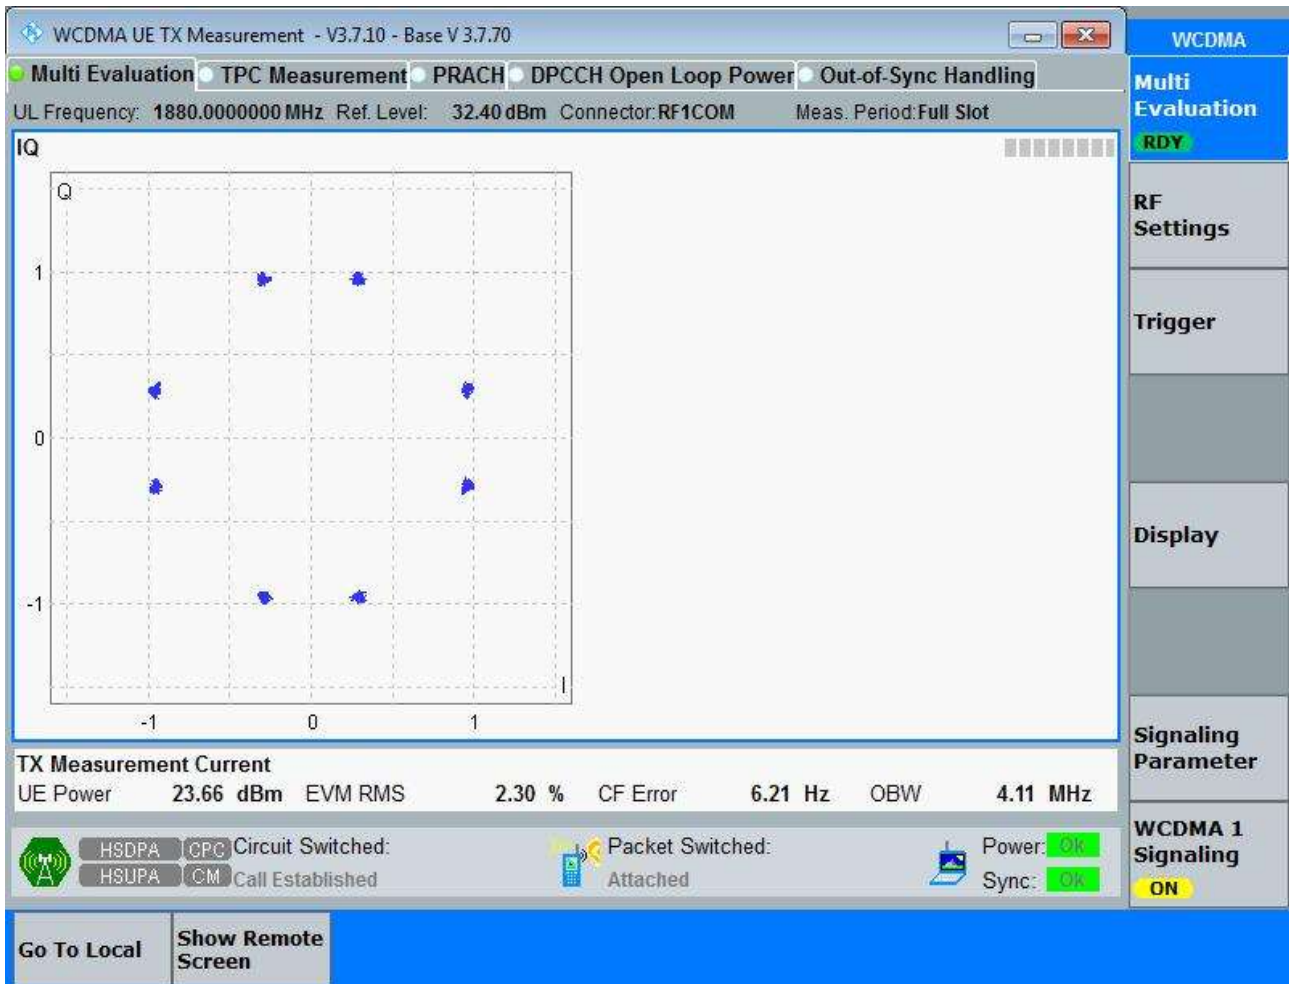 WCDMA UE TX Measurement - V3.7.10 - Base V 3.7.70
WCDMA
Multi Evaluation TPC Measurement PRACH DPCCH Open Loop Power Out-of-Sync Handling
UL Frequency: 1880.0000000 MHz Ref. Level: 32.40 dBm Connector: RF1COM Meas. Period: Full Slot
Multi
Evaluation
RDY
IQ
Q
1
0
-1
-1 0 1
I
RF
Settings
Trigger
Display
Signaling
Parameter
TX Measurement Current
UE Power 23.66 dBm EVM RMS 2.30 % CF Error 6.21 Hz OBW 4.11 MHz
HSDPA CPC Circuit Switched: Packet Switched: Power: Ok
HSUPA CM Call Established Attached Sync: Ok
WCDMA 1
Signaling
ON
Go To Local
Show Remote
Screen